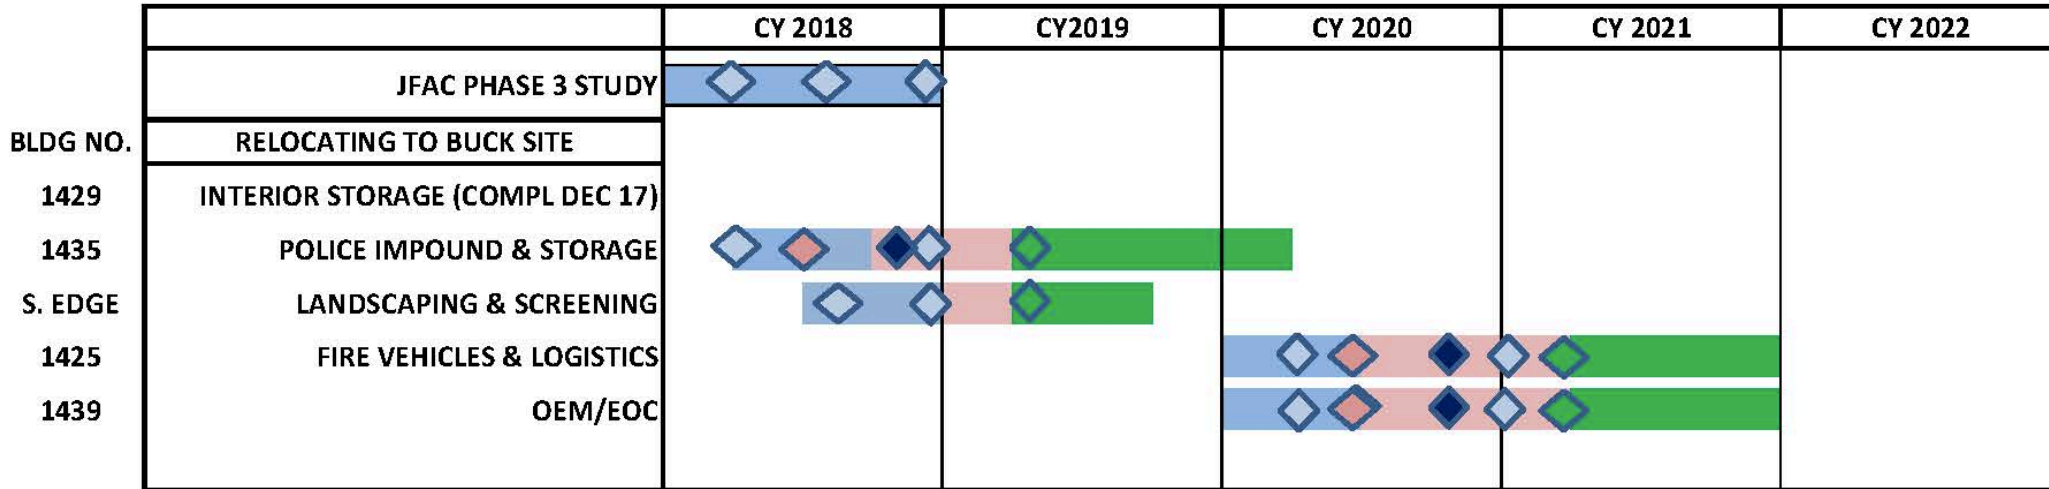 CY 2018 CY2019 CY 2020 CY 2021 CY 2022
JFAC PHASE 3 STUDY
BLDG NO. RELOCATING TO BUCK SITE
1429 INTERIOR STORAGE (COMPL DEC 17)
1435 POLICE IMPOUND & STORAGE
S. EDGE LANDSCAPING & SCREENING
1425 FIRE VEHICLES & LOGISTICS
1439 OEM/EOC